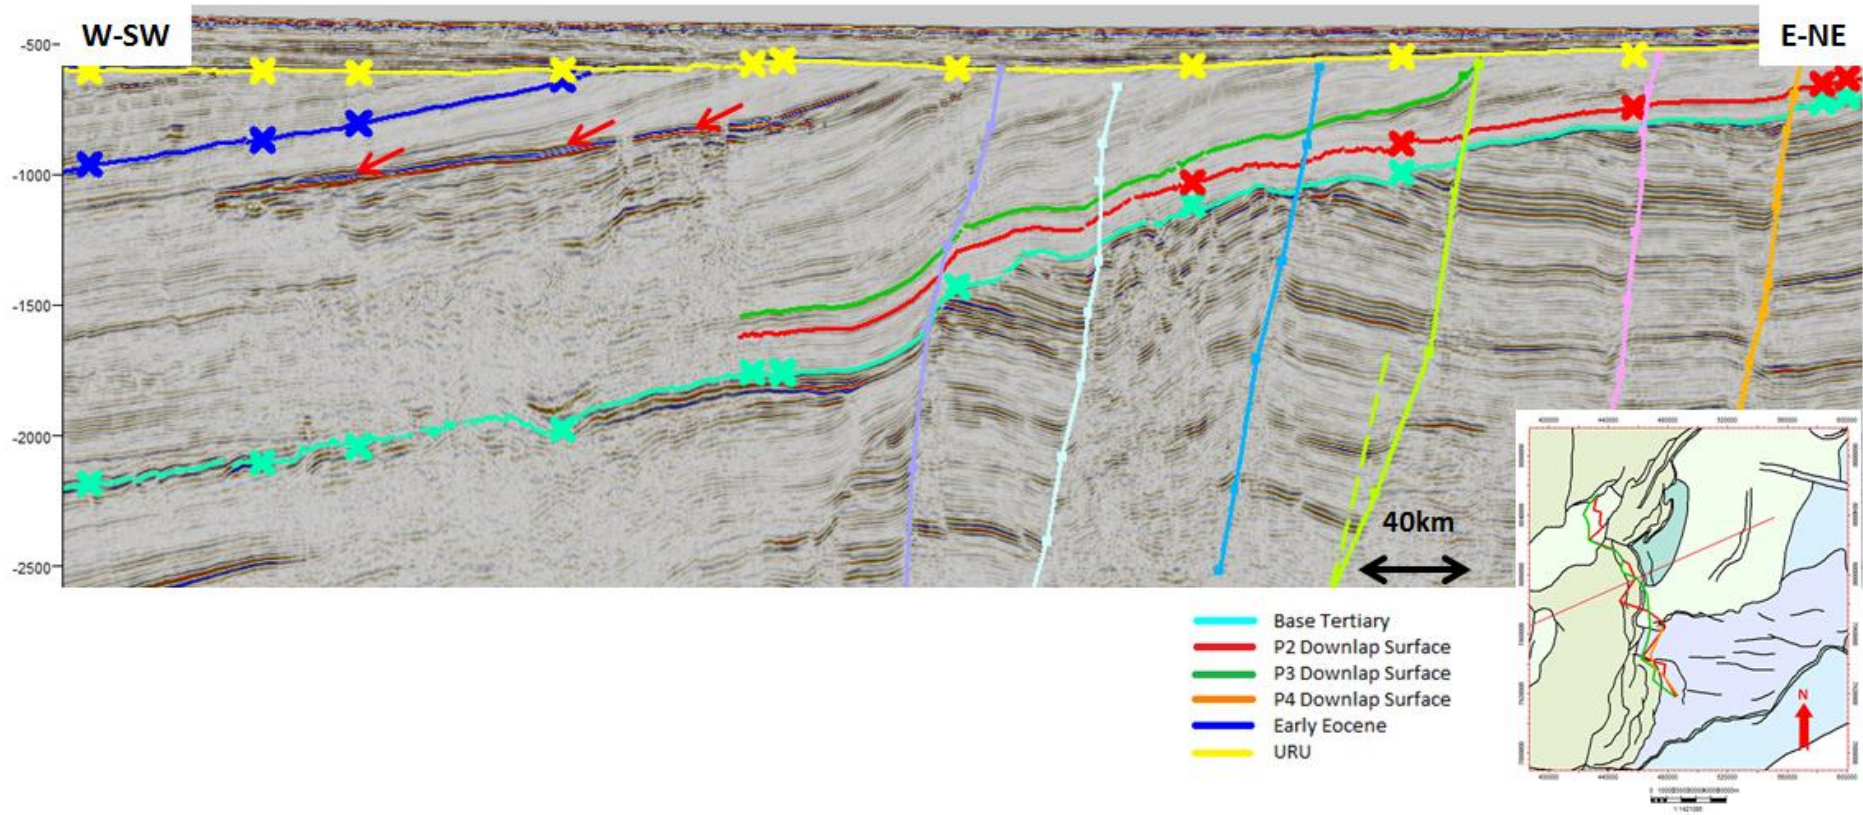 W-SW
E-NE
-500
-1000
-1500
-2000
-2500
40km
Base Tertiary
P2 Downlap Surface
P3 Downlap Surface
P4 Downlap Surface
Early Eocene
URU
N